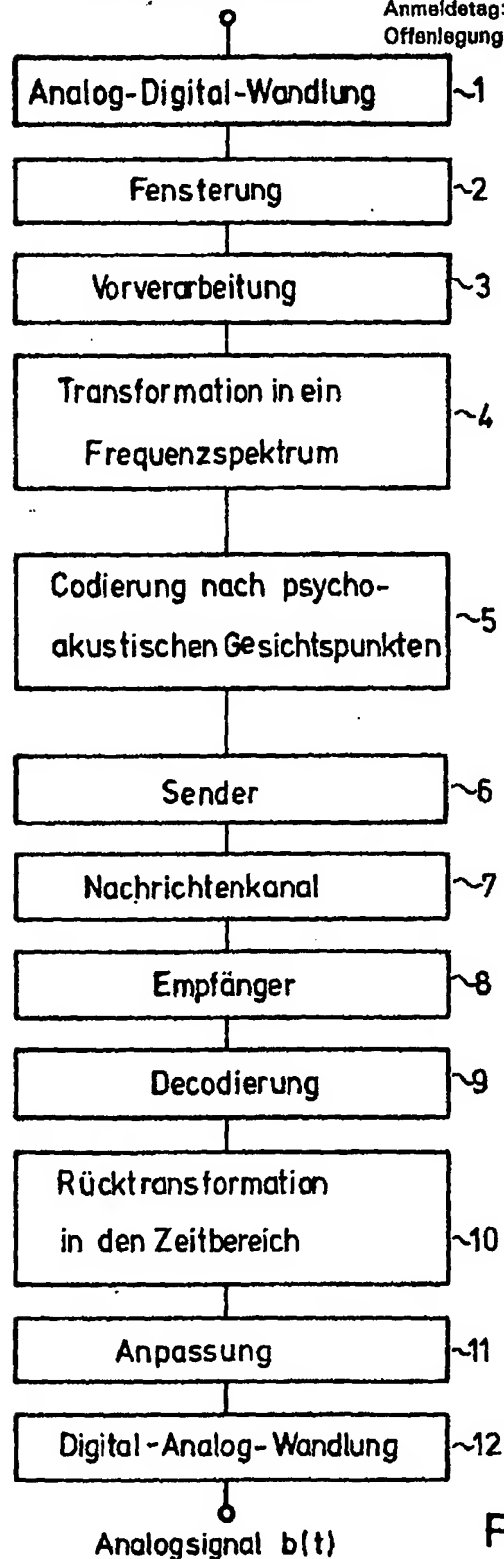 Anmeldetag:
Offenlegung
Analog-Digital-Wandlung ~1
Fensterung ~2
Vorverarbeitung ~3
Transformation in ein
Frequenzspektrum ~4
Codierung nach psycho-
akustischen Gesichtspunkten ~5
Sender ~6
Nachrichtenkanal ~7
Empfänger ~8
Decodierung ~9
Rücktransformation
in den Zeitbereich ~10
Anpassung ~11
Digital-Analog-Wandlung ~12
Analogsignal b(t)
F